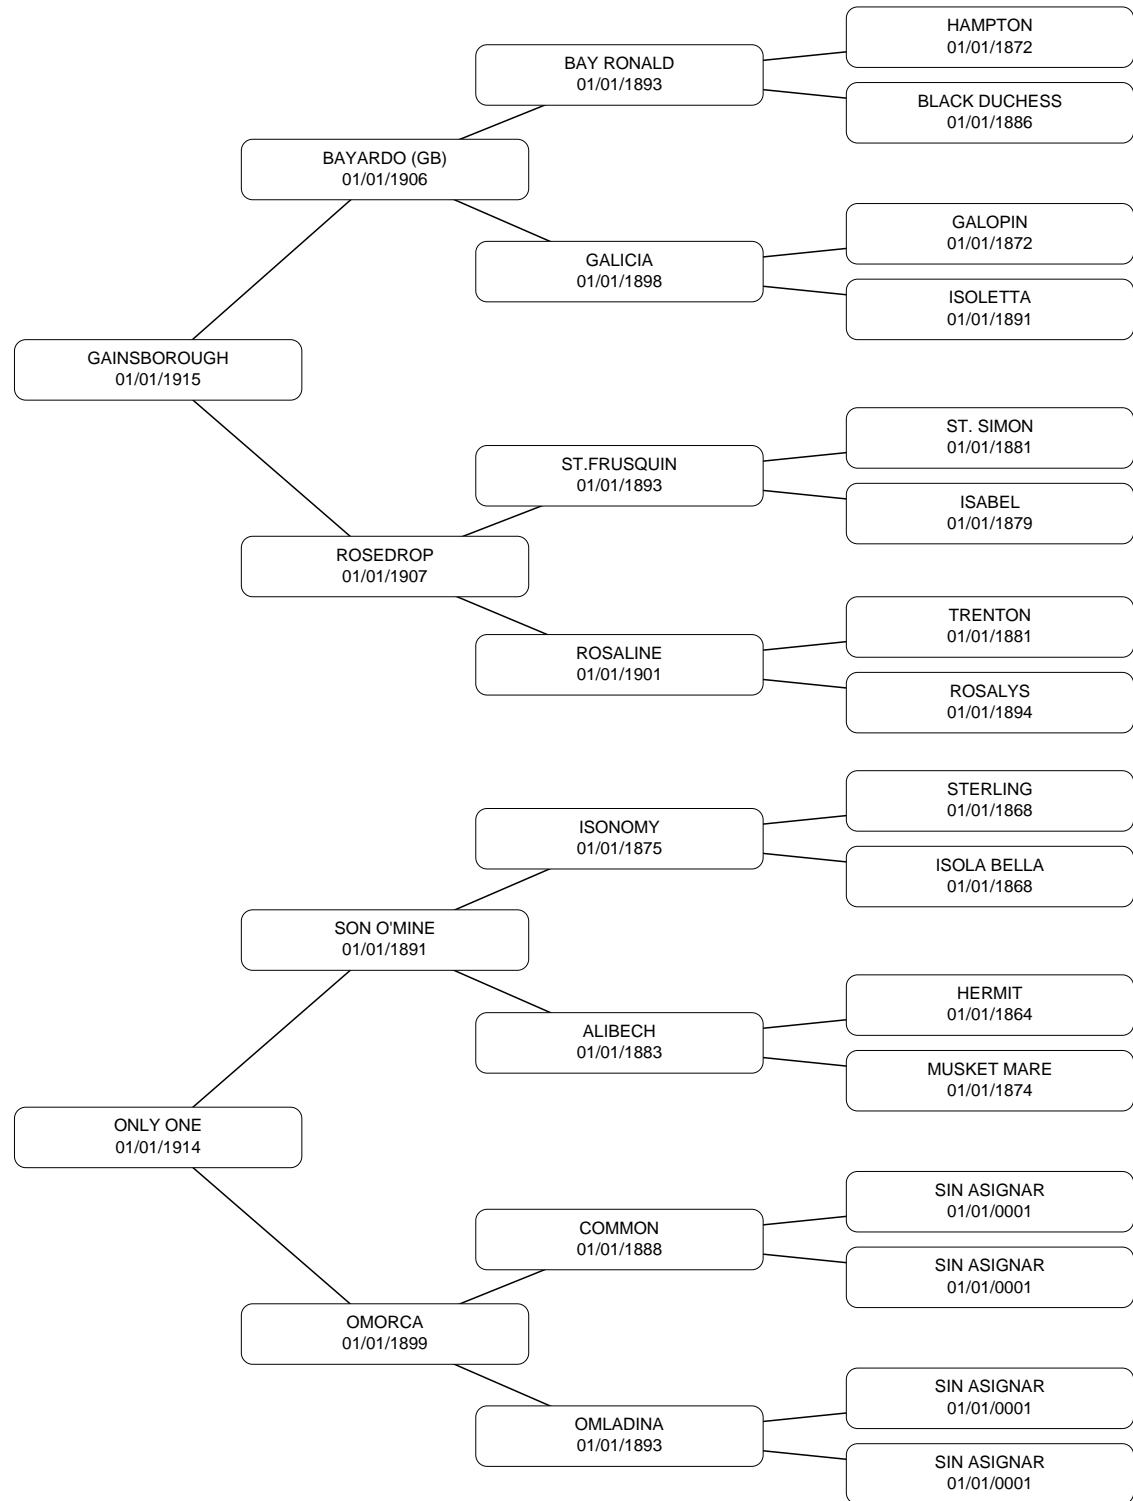 HAMPTON
01/01/1872
BAY RONALD
01/01/1893
BLACK DUCHESS
01/01/1886
BAYARDO (GB)
01/01/1906
GALOPIN
01/01/1872
GALICIA
01/01/1898
ISOLETTA
01/01/1891
GAINSBOROUGH
01/01/1915
ST. SIMON
01/01/1881
ST.FRUSQUIN
01/01/1893
ISABEL
01/01/1879
ROSEDROP
01/01/1907
TRENTON
01/01/1881
ROSALINE
01/01/1901
ROSALYS
01/01/1894
STERLING
01/01/1868
ISONOMY
01/01/1875
ISOLA BELLA
01/01/1868
SON O'MINE
01/01/1891
HERMIT
01/01/1864
ALIBECH
01/01/1883
MUSKET MARE
01/01/1874
ONLY ONE
01/01/1914
SIN ASIGNAR
01/01/0001
COMMON
01/01/1888
SIN ASIGNAR
01/01/0001
OMORCA
01/01/1899
SIN ASIGNAR
01/01/0001
OMLADINA
01/01/1893
SIN ASIGNAR
01/01/0001